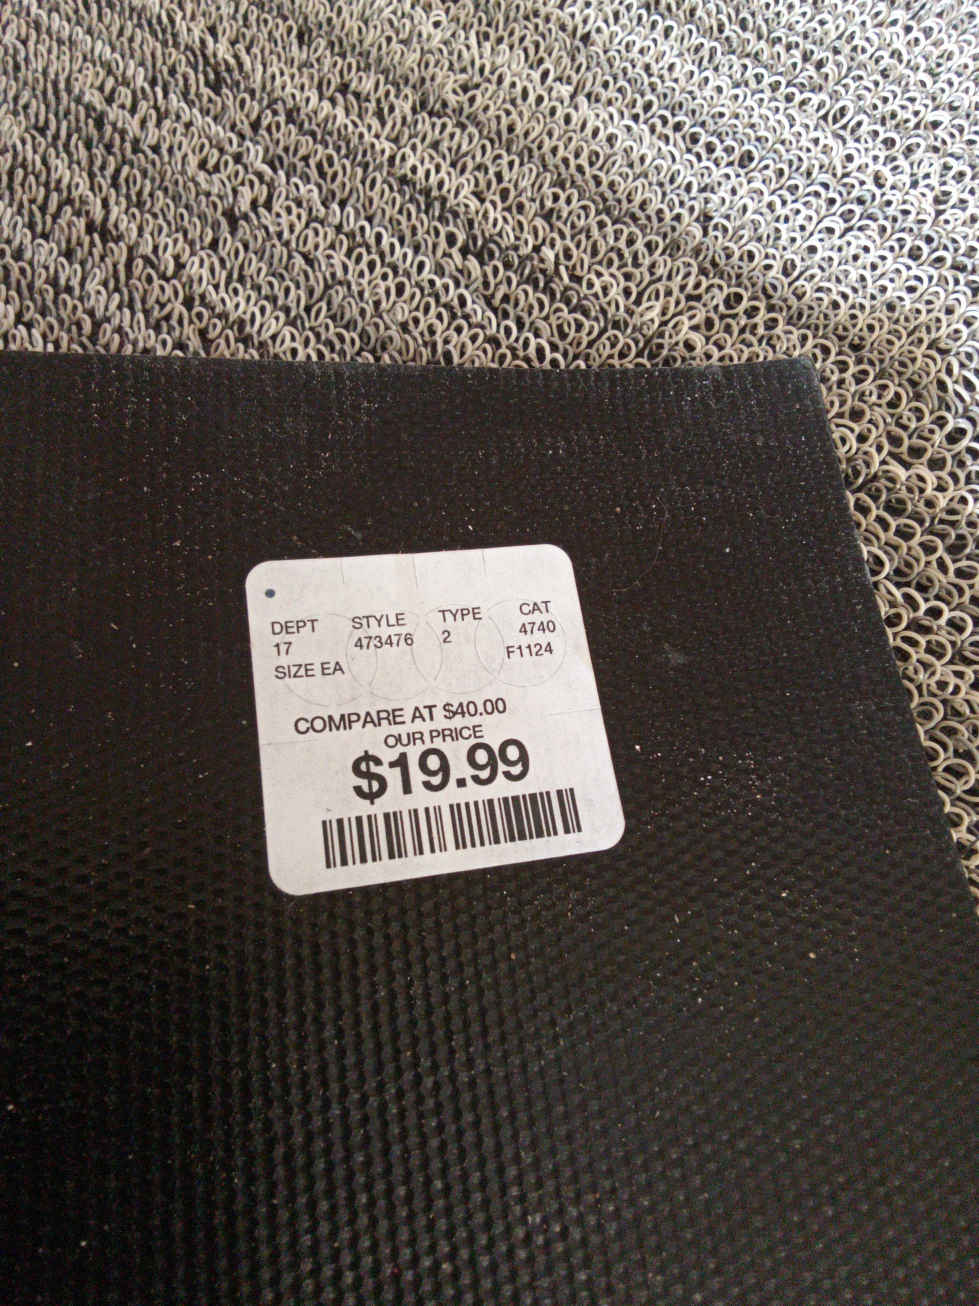 DEPT STYLE TYPE CAT
17 473476 2 4740
SIZE EA F1124
COMPARE AT $40.00
OUR PRICE
$19.99